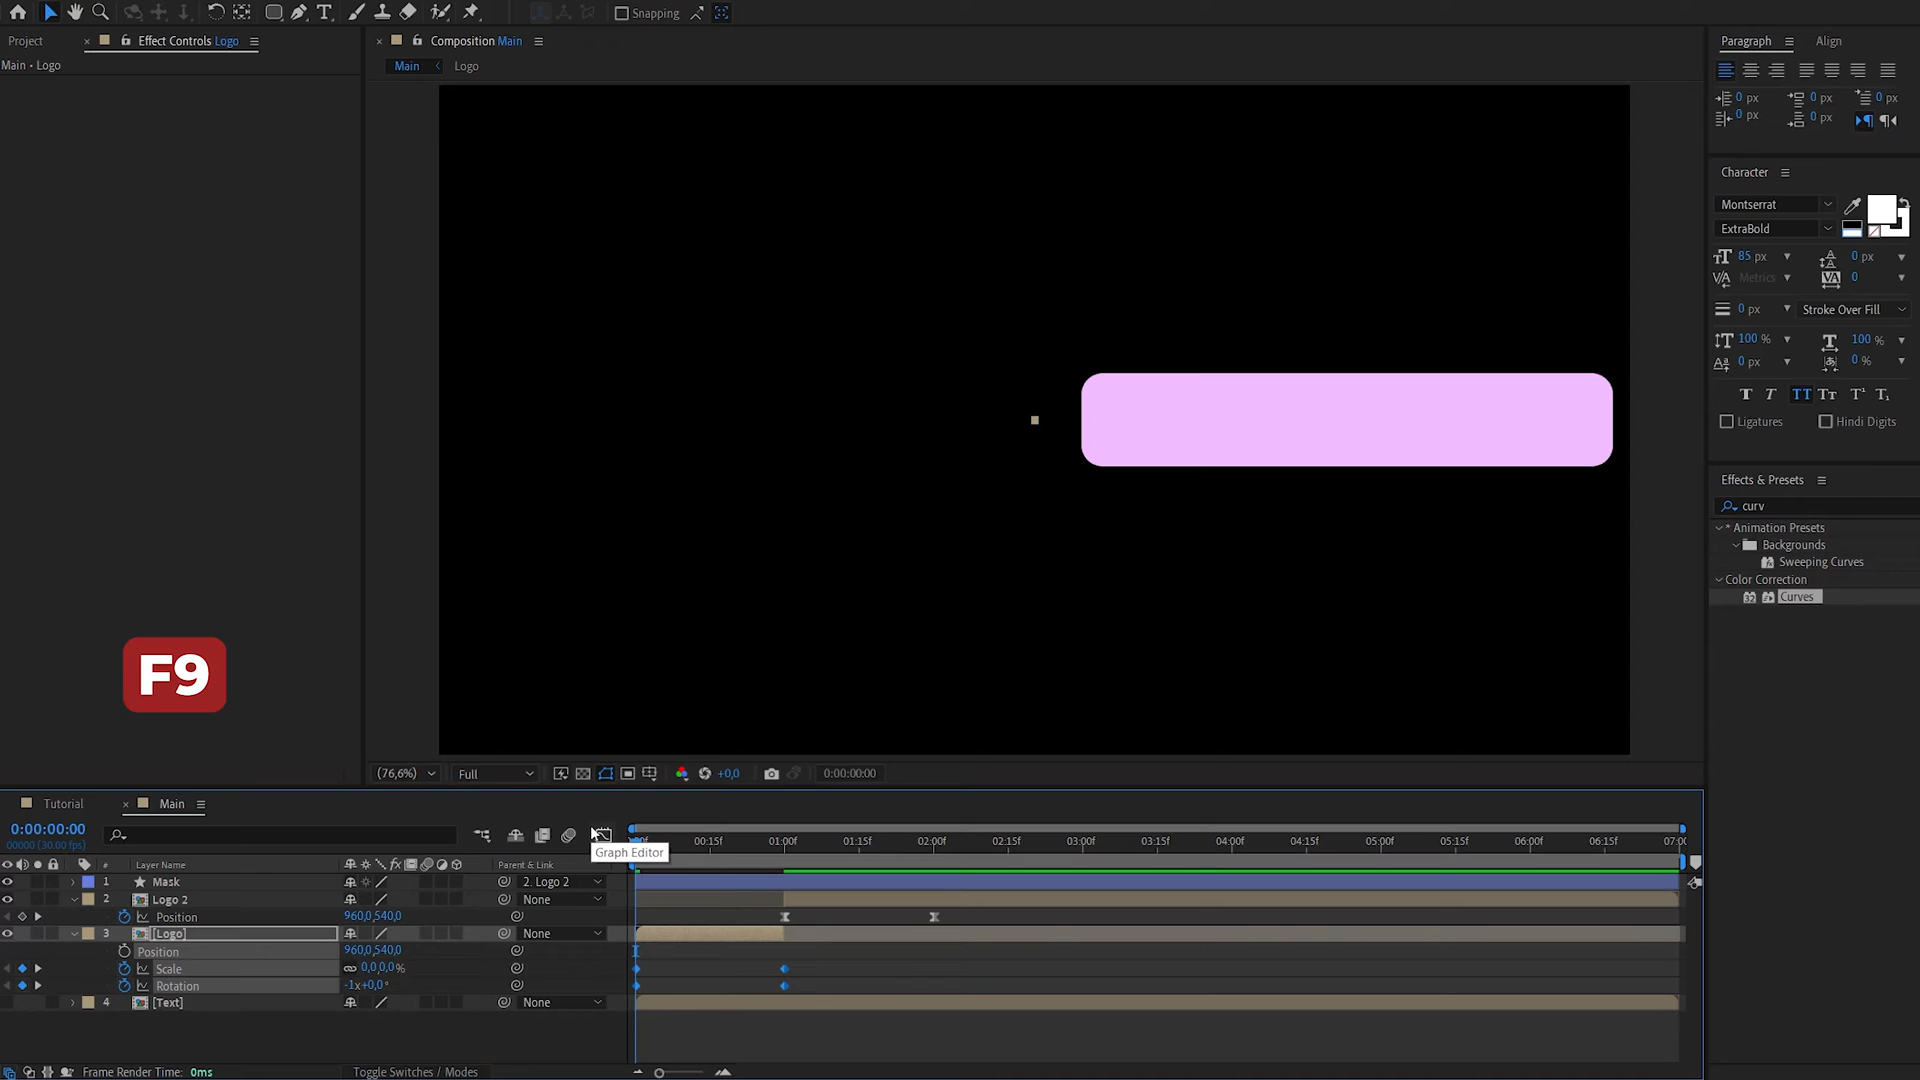 Snapping
Project
Effect Controls Logo
Composition Main
Paragraph
Align
Main • Logo
Main
Logo
0 px
0 px
0 px
0 px
0 px
Character
Montserrat
ExtraBold
85 px
0 px
Metrics
0
0 px
Stroke Over Fill
100 %
100 %
0 px
0 %
Ligatures
Hindi Digits
Effects & Presets
curv
* Animation Presets
Backgrounds
Sweeping Curves
Color Correction
Curves
F9
(76,6%)
Full
+0,0
0:00:00:00
Tutorial
Main
0:00:00:00
00000 (30.00 fps)
Graph Editor
00:15f
01:00f
01:15f
02:00f
02:15f
03:00f
03:15f
04:00f
04:15f
05:00f
05:15f
06:00f
06:15f
07:00
# Layer Name
Parent & Link
1 Mask 2. Logo 2
2 Logo 2 None
Position 960,0,540,0
3 [Logo] None
Position 960,0,540,0
Scale 0,0,0,0%
Rotation -1x+0,0°
4 [Text] None
Frame Render Time: 0ms
Toggle Switches / Modes